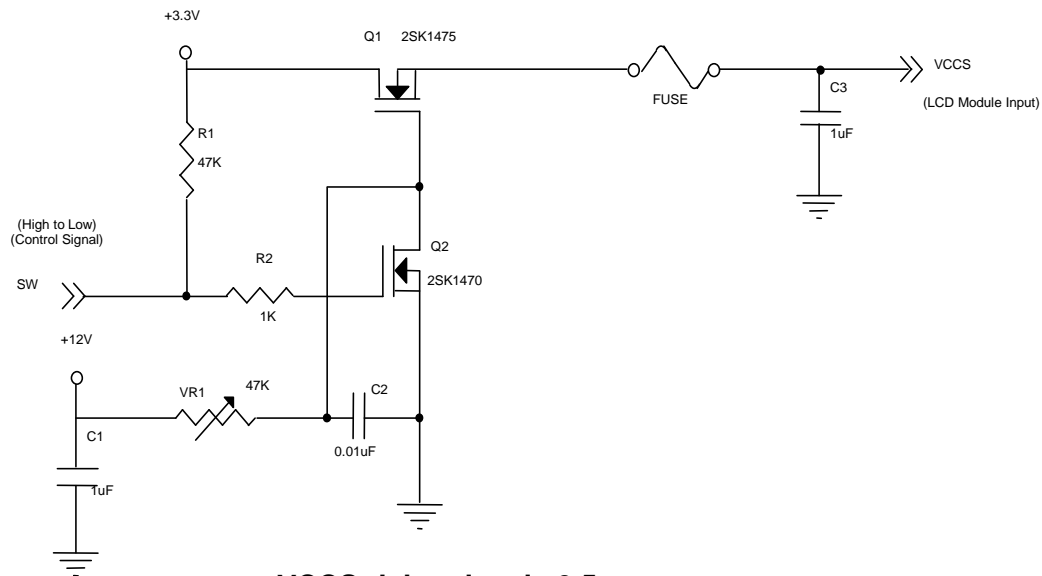 +3.3V
Q1 2SK1475
VCCS
FUSE
C3
(LCD Module Input)
1uF
R1
47K
(High to Low)
(Control Signal)
Q2
R2
2SK1470
SW
1K
+12V
VR1
47K
C2
C1
0.01uF
1uF